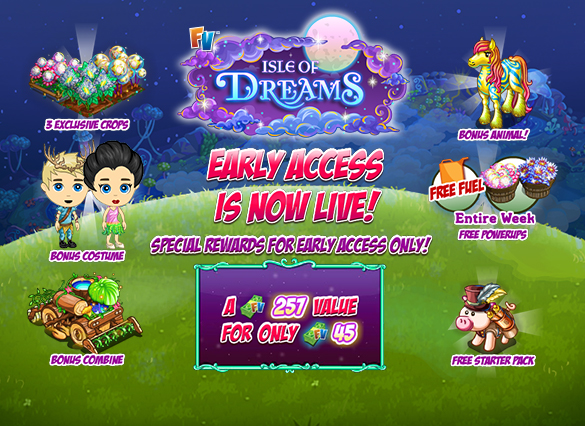 FV
ISLE OF
DREAMS
3 EXCLUSIVE CROPS
BONUS ANIMAL!
EARLY ACCESS
IS NOW LIVE!
FREE FUEL
Entire Week
FREE POWERUPS
BONUS COSTUME
SPECIAL REWARDS FOR EARLY ACCESS ONLY!
A FV 257 VALUE
FOR ONLY FV 45
BONUS COMBINE
FREE STARTER PACK